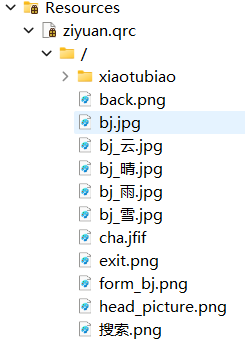 Resources
ziyuan.qrc
/
xiaotubiao
back.png
bj.jpg
bj_云.jpg
bj_晴.jpg
bj_雨.jpg
bj_雪.jpg
cha.jfif
exit.png
form_bj.png
head_picture.png
搜索.png